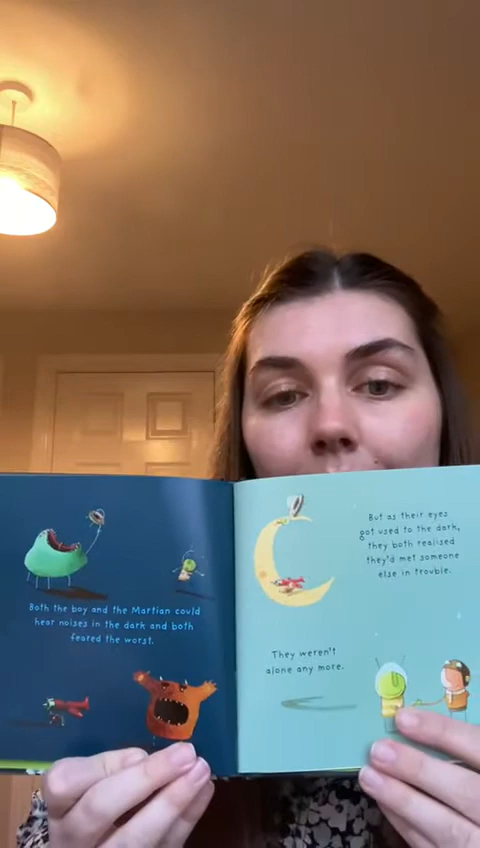 Both the boy and the Martian could
hear noises in the dark and both
feared the worst.
But as their eyes
got used to the dark,
they both realised
they'd met someone
else in trouble.
They weren't
alone any more.